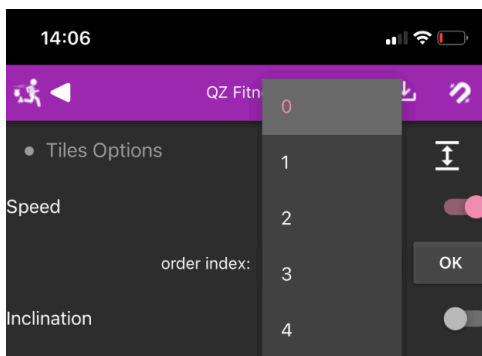 14:06
QZ Fitn
0
Tiles Options
1
Speed
2
order index:
3
OK
Inclination
4